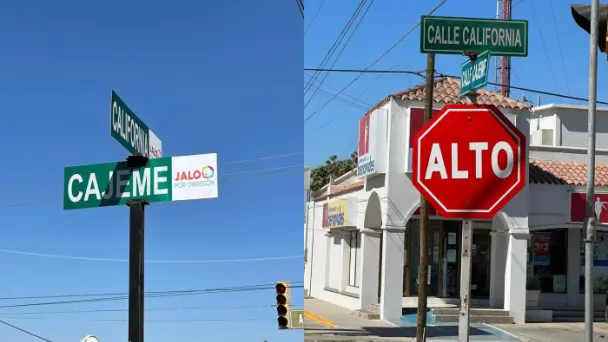 CALIFORNIA
CAJEME
JALO
POR OBREGÓN
CALLE CALIFORNIA
CALLE CAJEME
ALTO